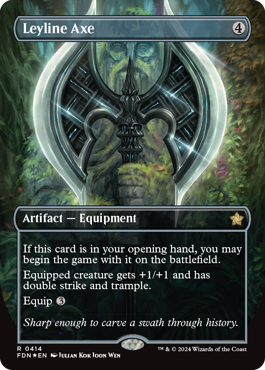 Leyline Axe 4
Artifact — Equipment
If this card is in your opening hand, you may
begin the game with it on the battlefield.
Equipped creature gets +1/+1 and has
double strike and trample.
Equip 3
Sharp enough to carve a swath through history.
R 0414
FDN★EN Julian Kok Joon Wen
™ & © 2024 Wizards of the Coast